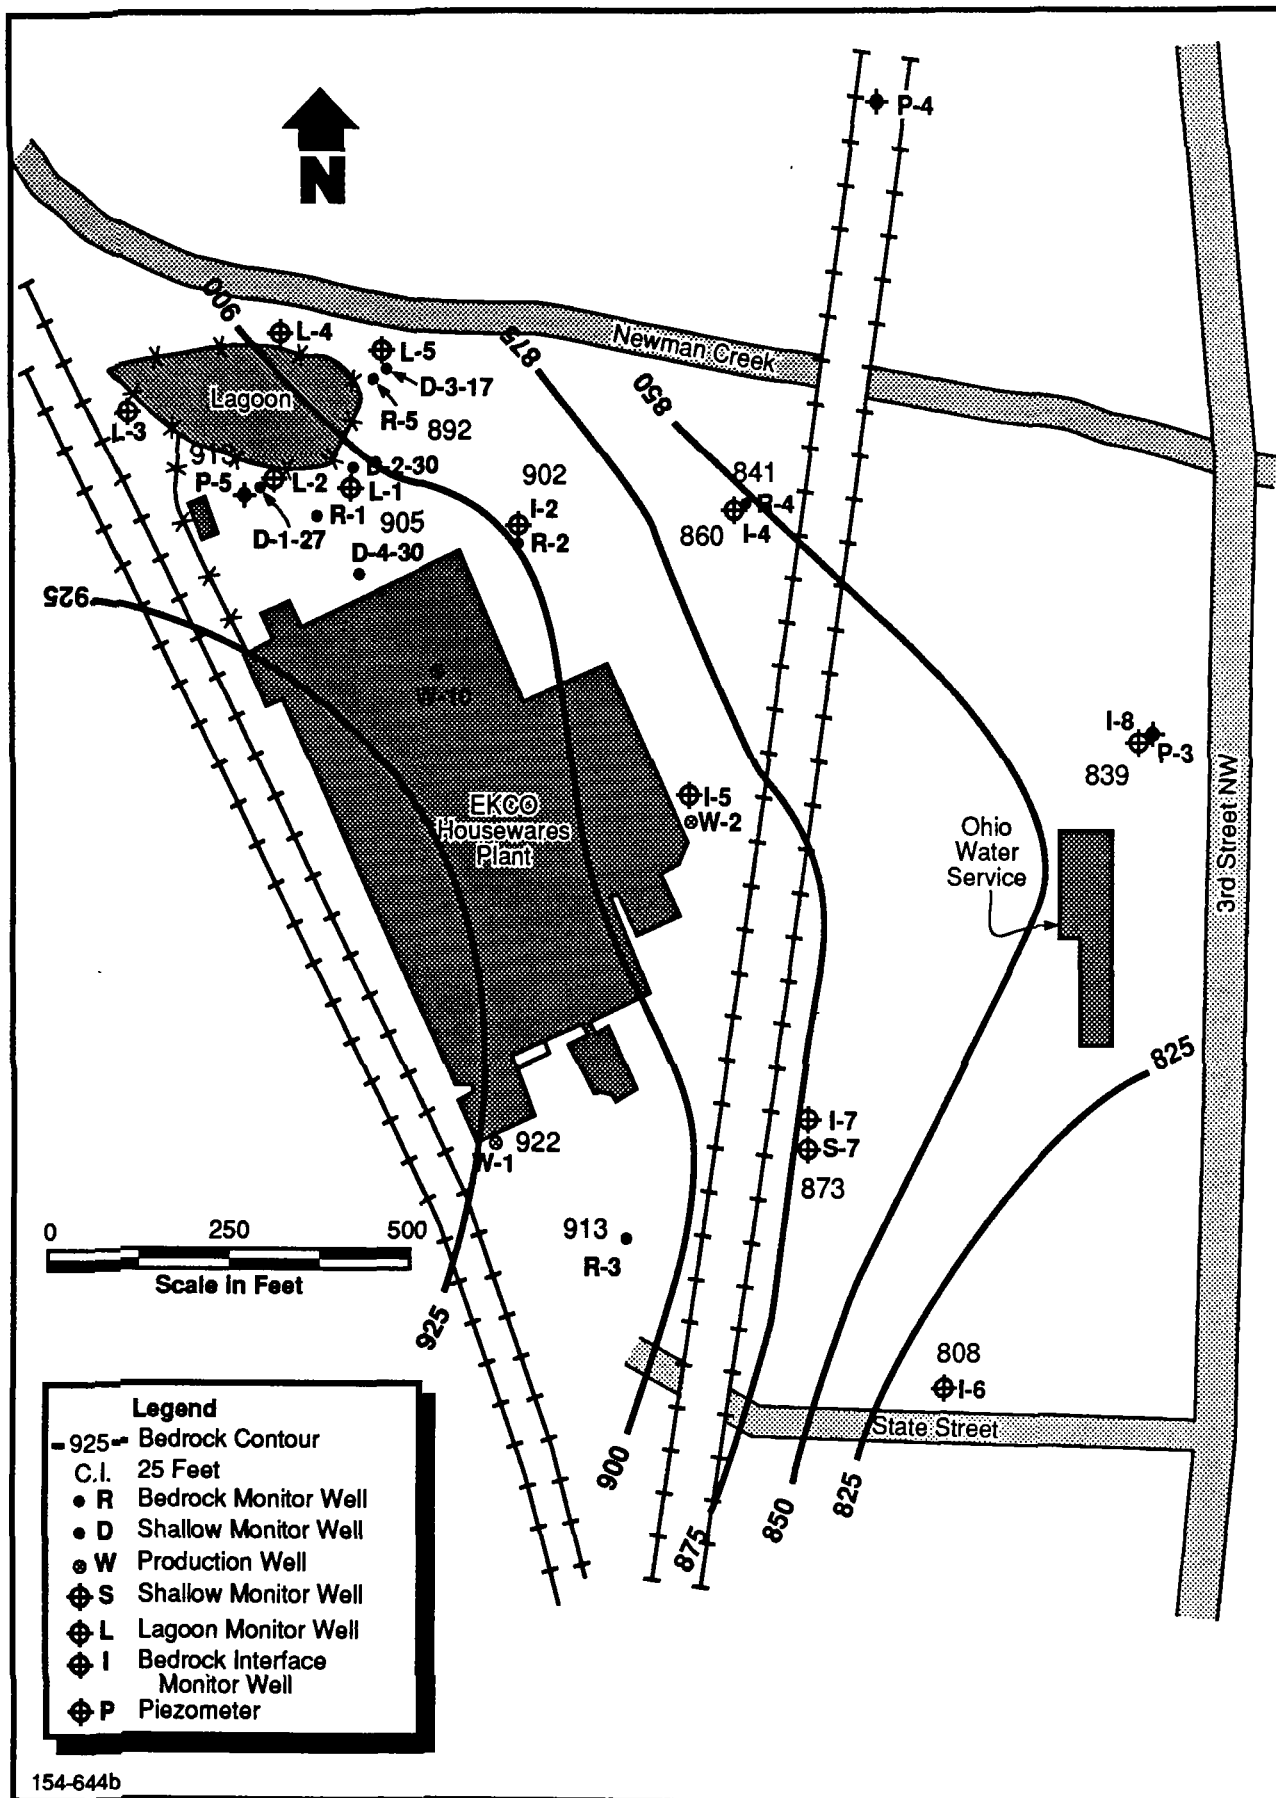 P-4
N
900
L-4
L-5
875
Newman Creek
D-3-17
Lagoon
850
R-5
892
L-3
913
D-2-30
902
841
P-5
L-2
L-1
I-2
R-4
R-1
905
860
I-4
D-1-27
R-2
D-4-30
925
W-10
I-8
P-3
839
EKCO
Housewares
Plant
I-5
W-2
Ohio
Water
Service
3rd Street NW
825
I-7
S-7
922
W-1
873
0
250
500
913
R-3
Scale in Feet
925
808
I-6
State Street
900
875
850
825
Legend
-925- Bedrock Contour
C.I. 25 Feet
R Bedrock Monitor Well
D Shallow Monitor Well
W Production Well
S Shallow Monitor Well
L Lagoon Monitor Well
I Bedrock Interface
Monitor Well
P Piezometer
154-644b